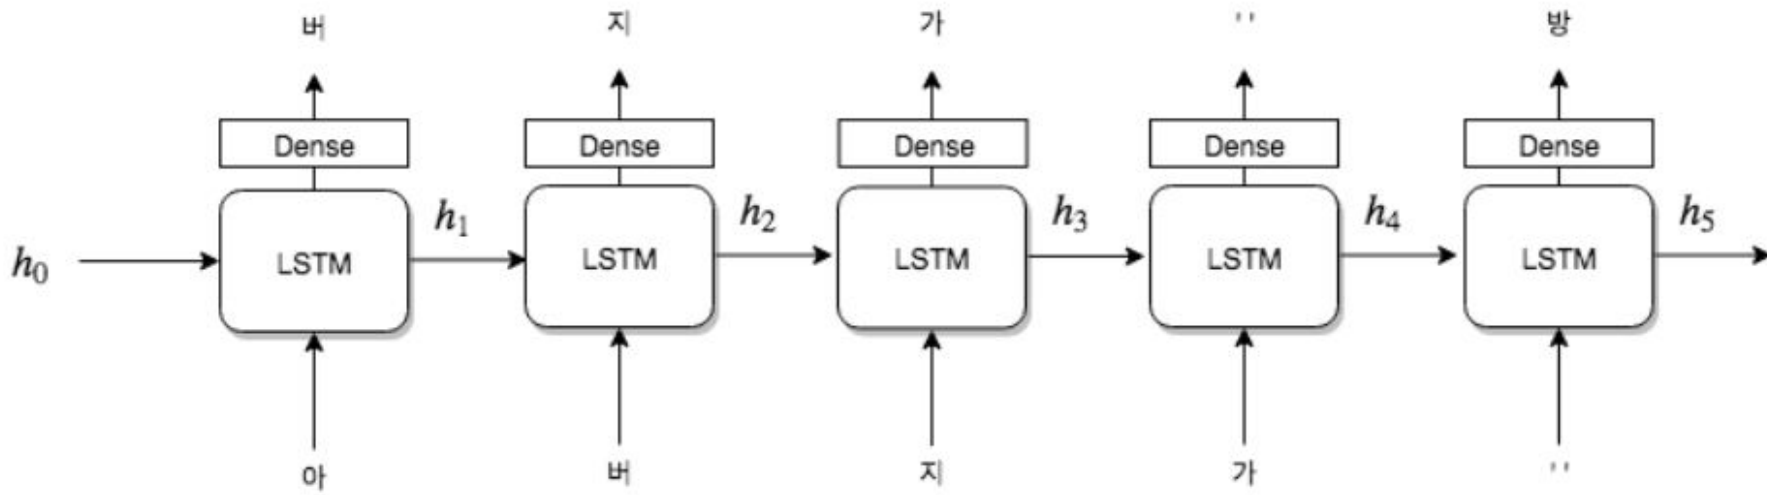 버 지 가 ' ' 방
Dense Dense Dense Dense Dense
h₀ h₁ h₂ h₃ h₄ h₅
LSTM LSTM LSTM LSTM LSTM
아 버 지 가 ' '